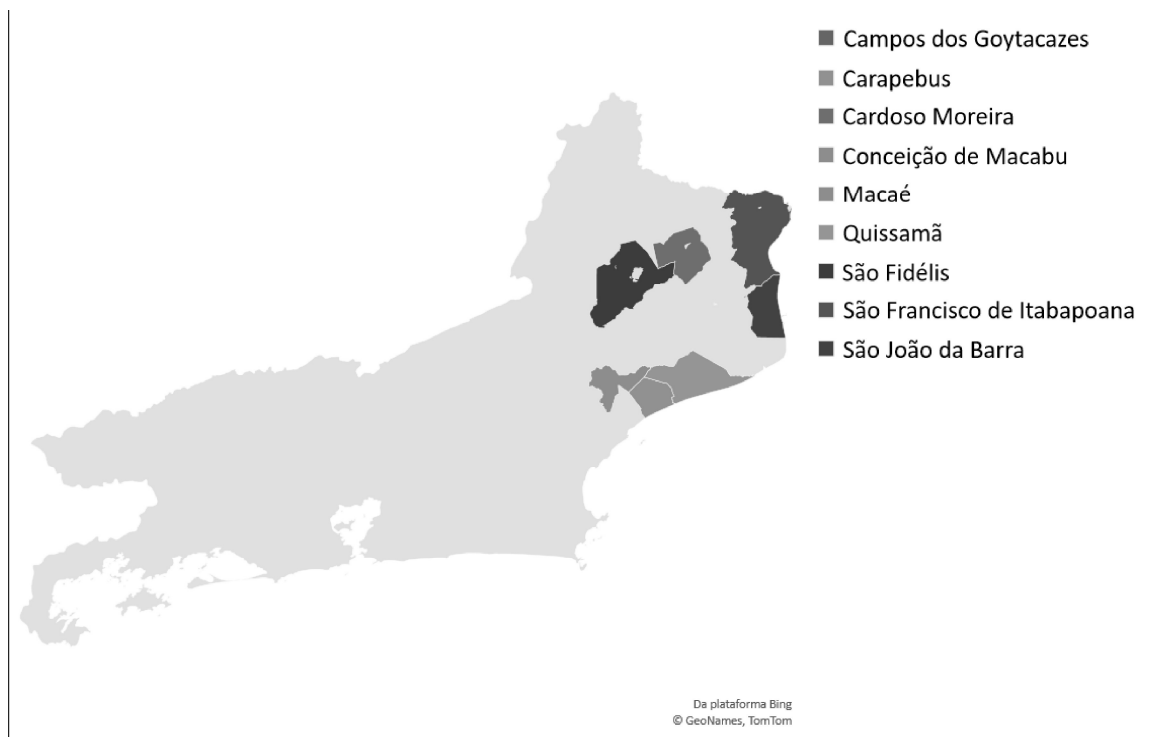 Campos dos Goytacazes
Carapebus
Cardoso Moreira
Conceição de Macabu
Macaé
Quissamã
São Fidélis
São Francisco de Itabapoana
São João da Barra
Da plataforma Bing
© GeoNames, TomTom